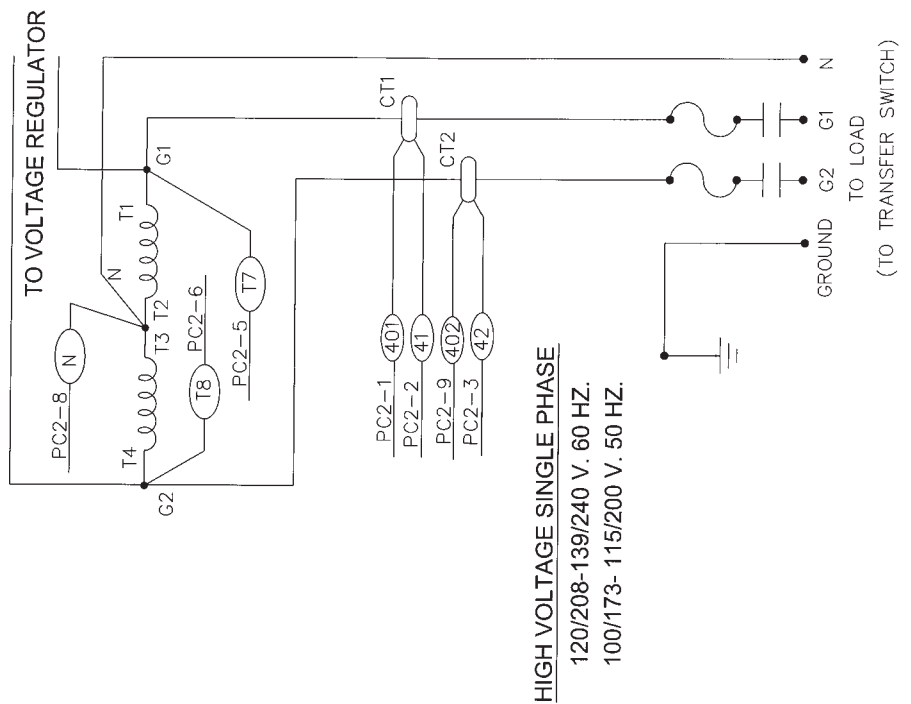 TO VOLTAGE REGULATOR
N
PC2-8
N
T4
T3
T2
T1
G1
G2
T8
PC2-6
PC2-5
T7
CT1
CT2
PC2-1
401
PC2-2
41
PC2-9
402
PC2-3
42
HIGH VOLTAGE SINGLE PHASE
120/208-139/240 V. 60 HZ.
100/173- 115/200 V. 50 HZ.
GROUND
G2
G1
N
TO LOAD
(TO TRANSFER SWITCH)